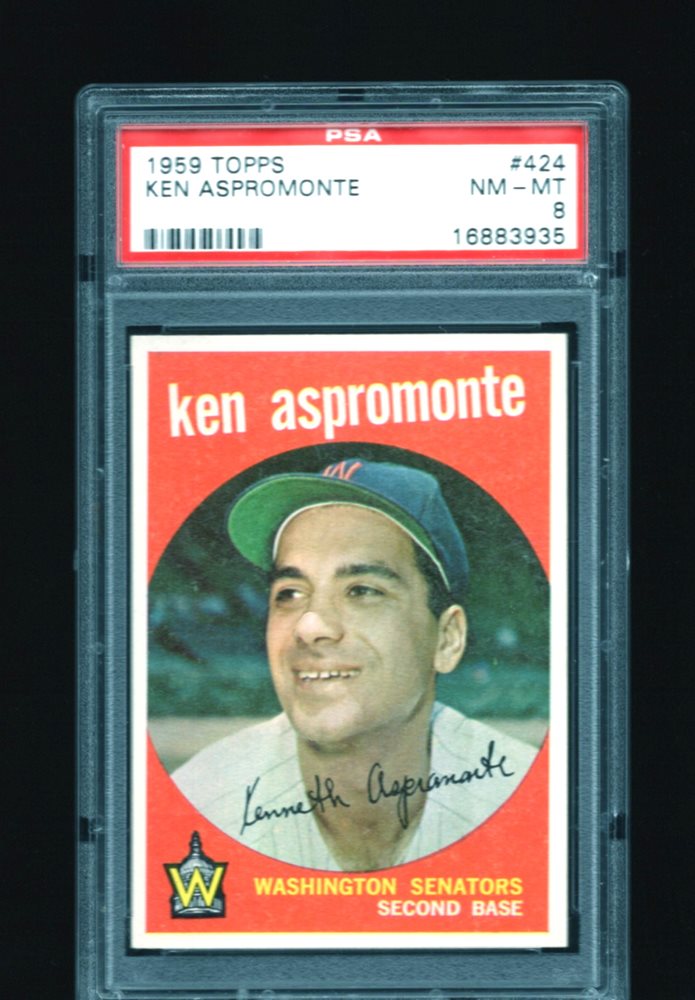 PSA
1959 TOPPS #424
KEN ASPROMONTE NM - MT
8
16883935
ken aspromonte
W
Kenneth Aspromonte
W
WASHINGTON SENATORS
SECOND BASE